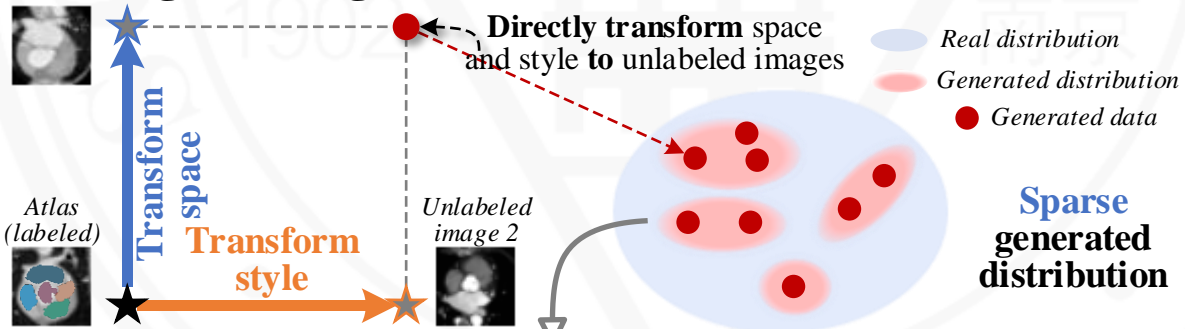 Directly transform space
and style to unlabeled images
Real distribution
Generated distribution
Generated data
Transform
space
Atlas
(labeled)
Transform
style
Unlabeled
image 2
Sparse
generated
distribution